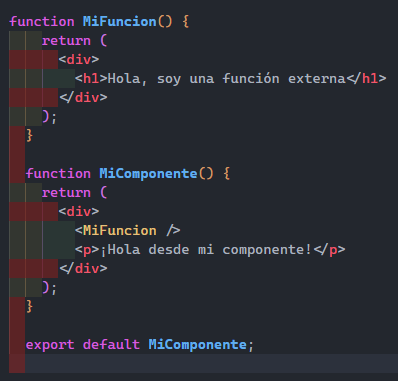 function MiFuncion() {
    return (
      <div>
        <h1>Hola, soy una función externa</h1>
      </div>
    );
  }

  function MiComponente() {
    return (
      <div>
        <MiFuncion />
        <p>¡Hola desde mi componente!</p>
      </div>
    );
  }

  export default MiComponente;